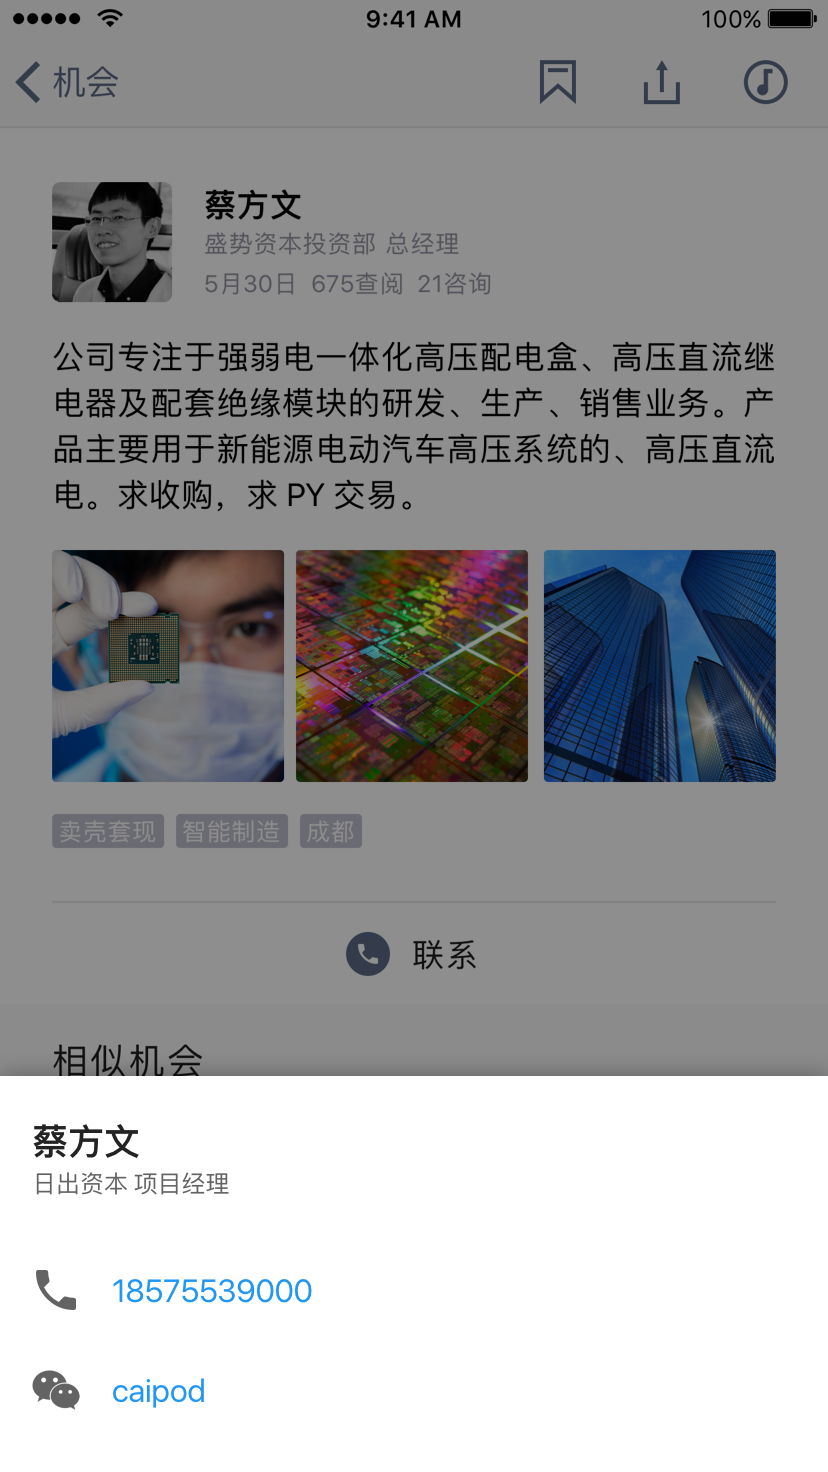 9:41 AM 100%
机会
蔡方文
盛势资本投资部 总经理
5月30日 675查阅 21咨询
公司专注于强弱电一体化高压配电盒、高压直流继
电器及配套绝缘模块的研发、生产、销售业务。产
品主要用于新能源电动汽车高压系统的、高压直流
电。求收购，求 PY 交易。
卖壳套现 智能制造 成都
联系
相似机会
蔡方文
日出资本 项目经理
18575539000
caipod